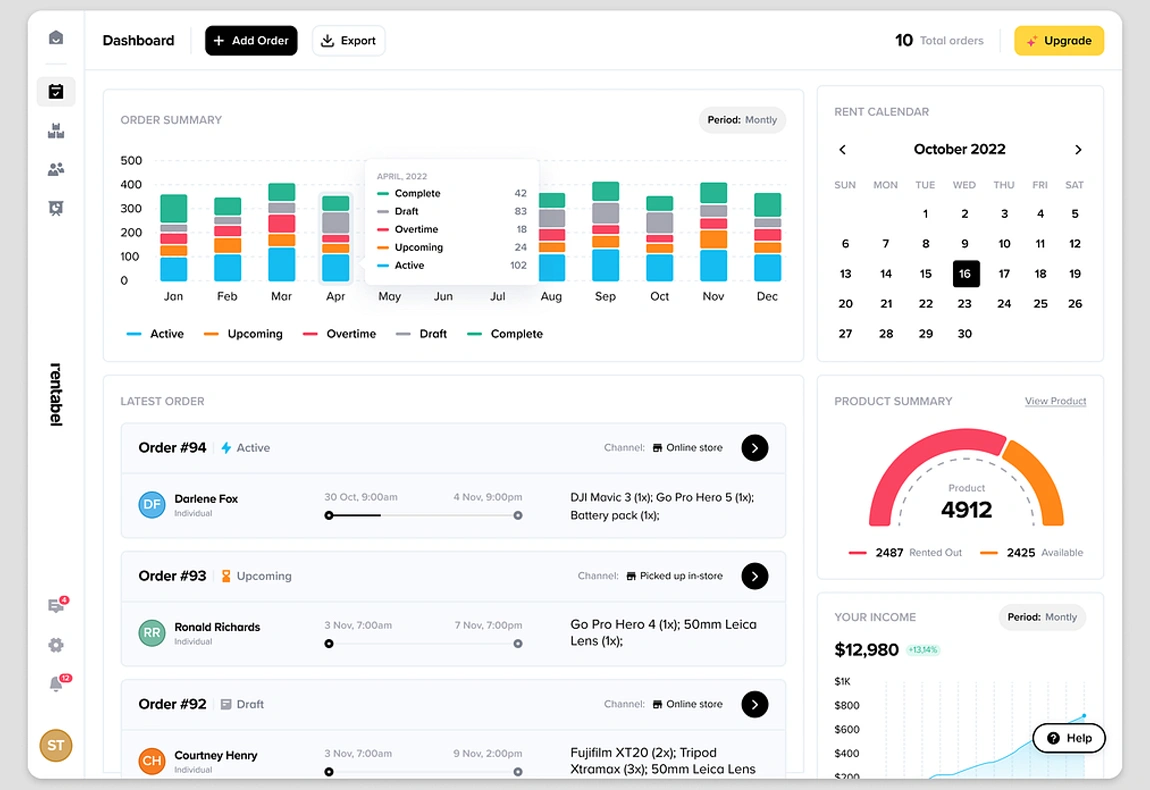 Dashboard
+ Add Order
Export
10 Total orders
Upgrade
ORDER SUMMARY
Period: Montly
500
400
300
200
100
0
APRIL, 2022
Complete 42
Draft 83
Overtime 18
Upcoming 24
Active 102
Jan Feb Mar Apr May Jun Jul Aug Sep Oct Nov Dec
Active Upcoming Overtime Draft Complete
RENT CALENDAR
October 2022
SUN MON TUE WED THU FRI SAT
1 2 3 4 5
6 7 8 9 10 11 12
13 14 15 16 17 18 19
20 21 22 23 24 25 26
27 28 29 30
rentabel
4
12
ST
LATEST ORDER
Order #94 Active
Channel: Online store
DF
Darlene Fox
Individual
30 Oct, 9:00am 4 Nov, 9:00pm
DJI Mavic 3 (1x); Go Pro Hero 5 (1x);
Battery pack (1x);
Order #93 Upcoming
Channel: Picked up in-store
RR
Ronald Richards
Individual
3 Nov, 7:00am 7 Nov, 7:00pm
Go Pro Hero 4 (1x); 50mm Leica
Lens (1x);
Order #92 Draft
Channel: Online store
CH
Courtney Henry
Individual
3 Nov, 7:00am 9 Nov, 2:00pm
Fujifilm XT20 (2x); Tripod
Xtramax (3x); 50mm Leica Lens
PRODUCT SUMMARY
View Product
Product
4912
2487 Rented Out 2425 Available
YOUR INCOME
Period: Montly
$12,980 +13,14%
$1K
$800
$600
$400
$200
Help